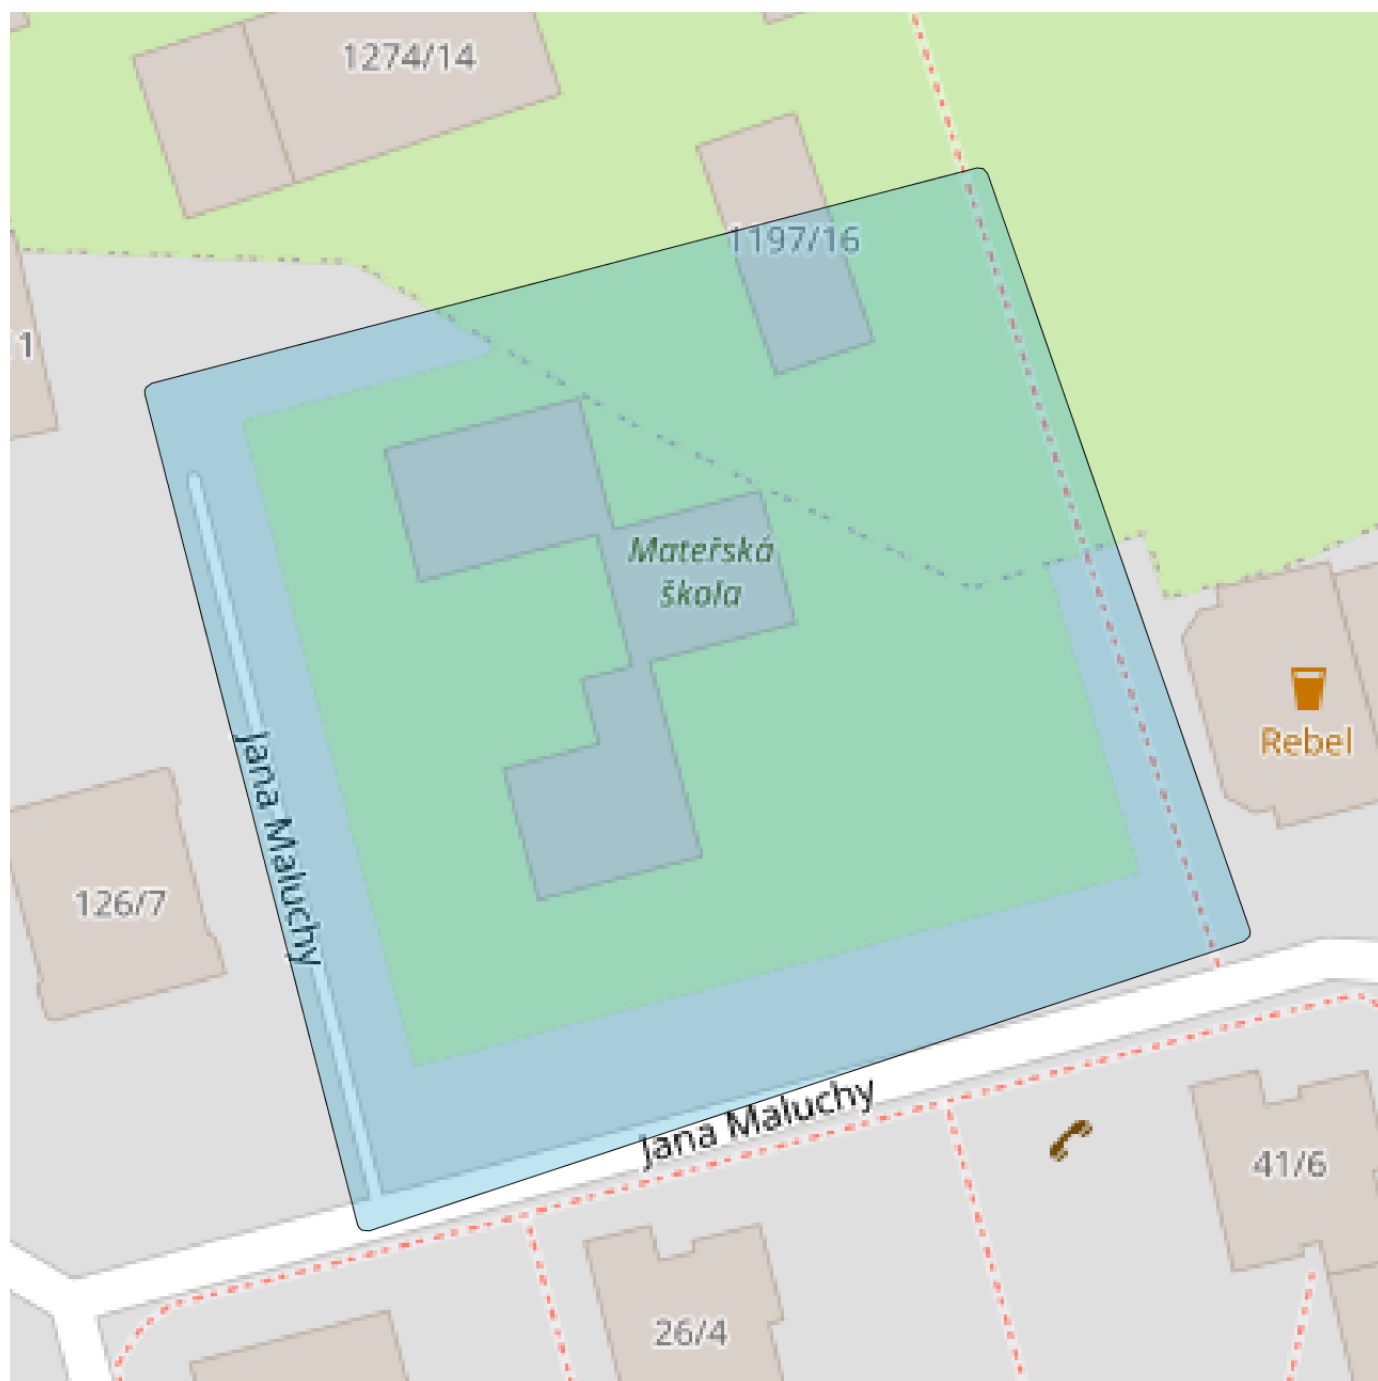 1274/14
1197/16
1
Mateřská
škola
Rebel
Jana Maluchy
126/7
Jana Maluchy
41/6
26/4